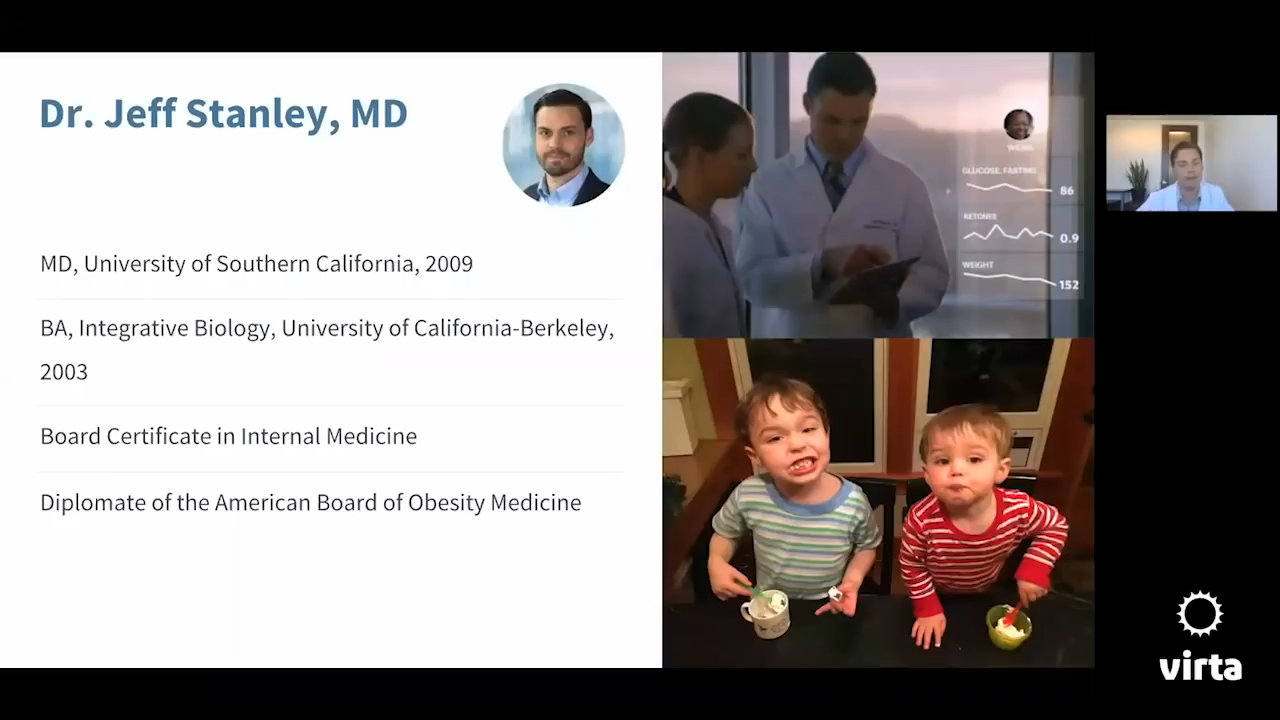 Dr. Jeff Stanley, MD
MD, University of Southern California, 2009
BA, Integrative Biology, University of California-Berkeley,
2003
Board Certificate in Internal Medicine
Diplomate of the American Board of Obesity Medicine
GLUCOSE, FASTING
86
KETONES
0.9
WEIGHT
152
virta